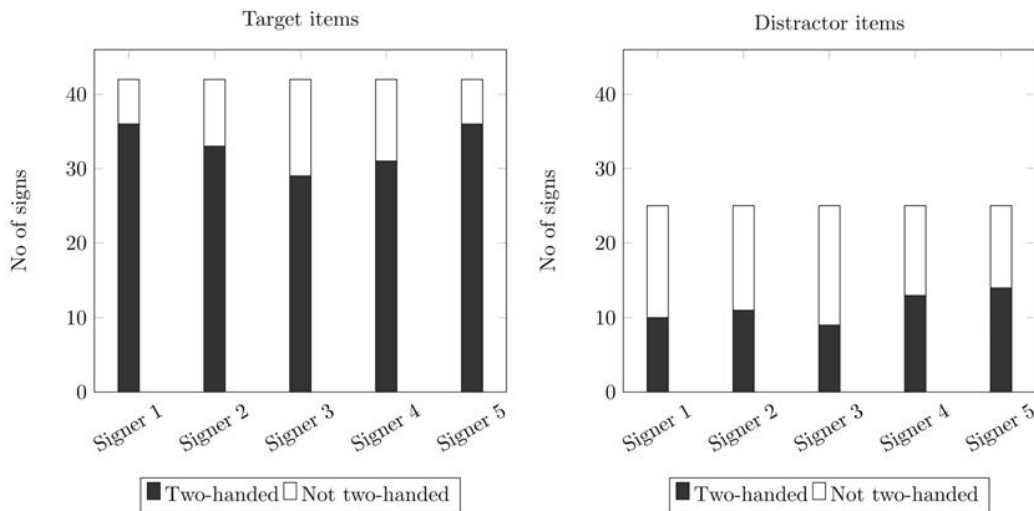 Target items
No of signs
40
30
20
10
0
Signer 1
Signer 2
Signer 3
Signer 4
Signer 5
Two-handed Not two-handed
Distractor items
No of signs
40
30
20
10
0
Signer 1
Signer 2
Signer 3
Signer 4
Signer 5
Two-handed Not two-handed